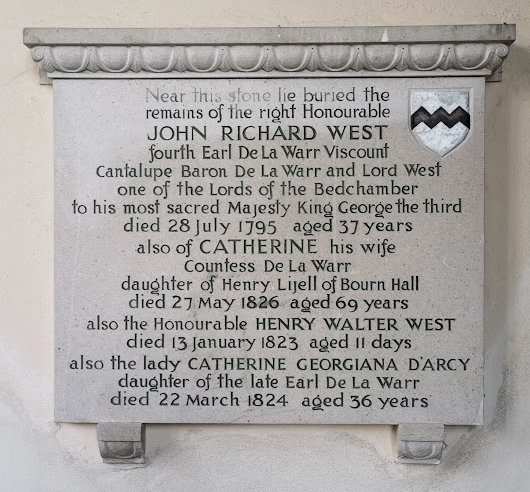 Near this stone lie buried the
remains of the right Honourable
JOHN RICHARD WEST
fourth Earl De La Warr Viscount
Cantalupe Baron De La Warr and Lord West
one of the Lords of the Bedchamber
to his most sacred Majesty King George the third
died 28 July 1795 aged 37 years
also of CATHERINE his wife
Countess De La Warr
daughter of Henry Lijell of Bourn Hall
died 27 May 1826 aged 69 years
also the Honourable HENRY WALTER WEST
died 13 January 1823 aged 11 days
also the lady CATHERINE GEORGIANA D'ARCY
daughter of the late Earl De La Warr
died 22 March 1824 aged 36 years